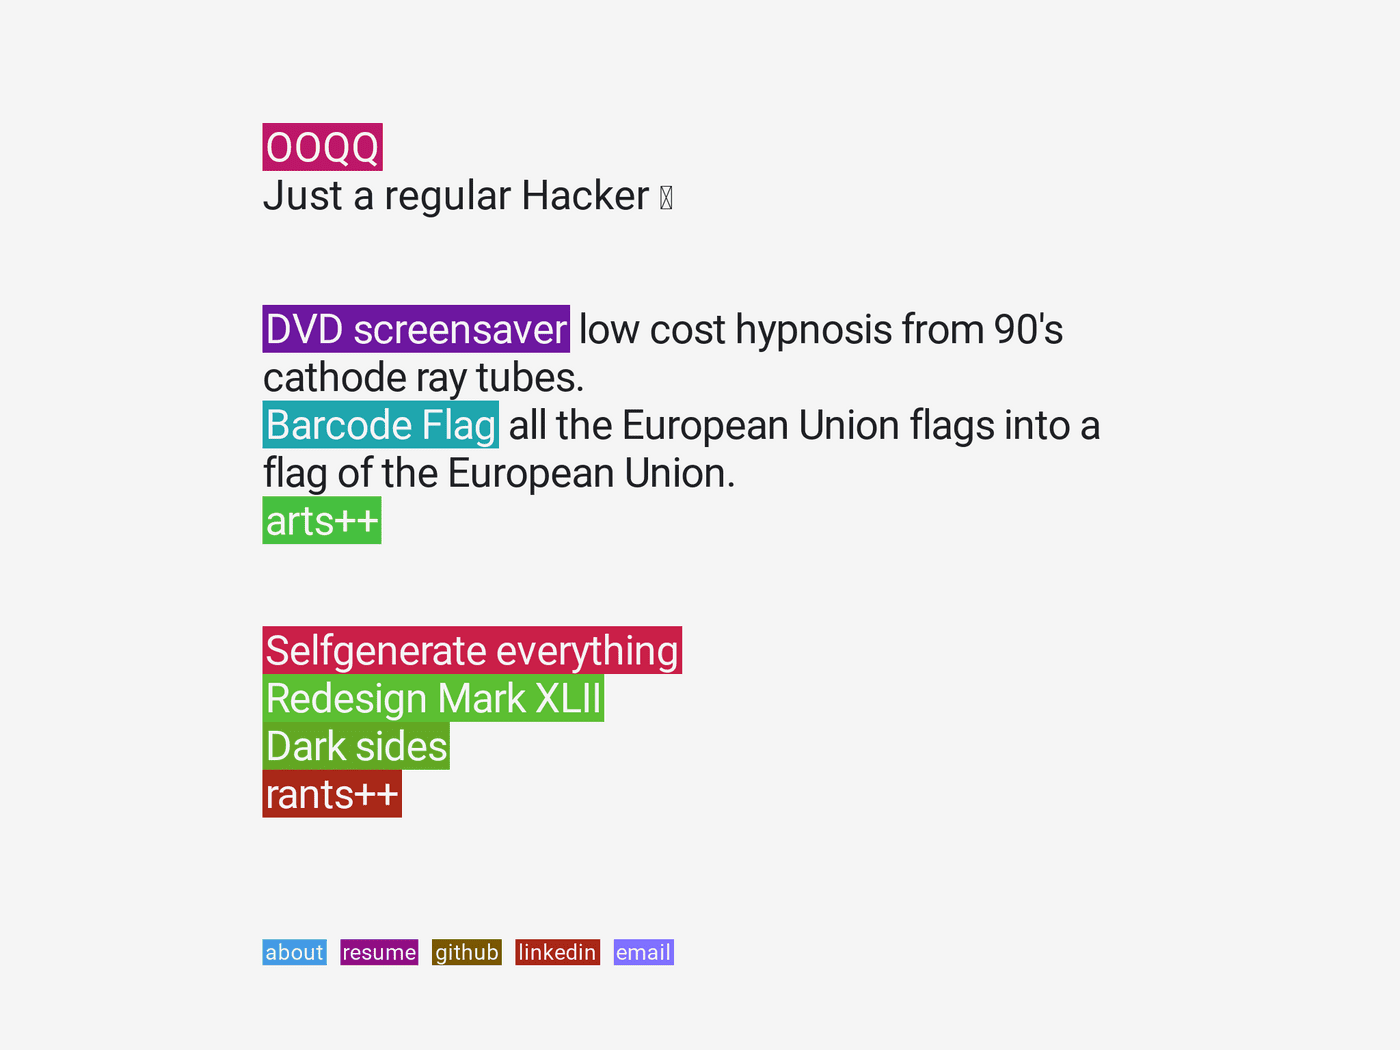 OOQQ
Just a regular Hacker
DVD screensaver low cost hypnosis from 90's
cathode ray tubes.
Barcode Flag all the European Union flags into a
flag of the European Union.
arts++
Selfgenerate everything
Redesign Mark XLII
Dark sides
rants++
about resume github linkedin email